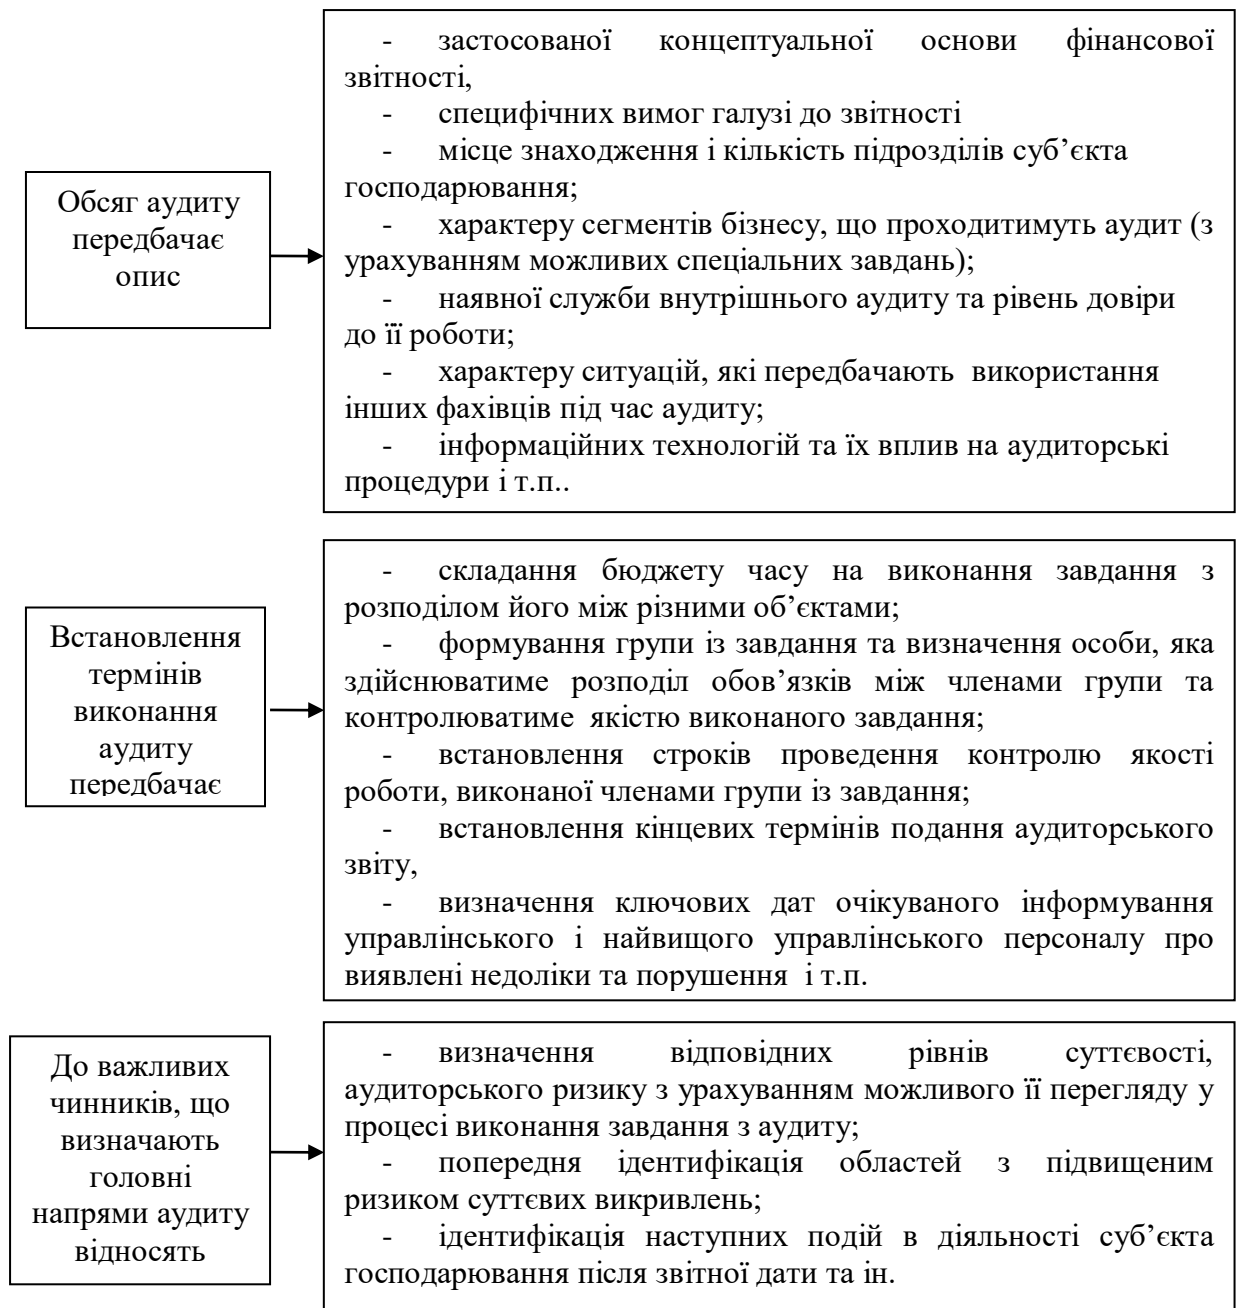 Обсяг аудиту
передбачає
опис
- застосованої концептуальної основи фінансової
звітності,
- специфічних вимог галузі до звітності
- місце знаходження і кількість підрозділів суб’єкта
господарювання;
- характеру сегментів бізнесу, що проходитимуть аудит (з
урахуванням можливих спеціальних завдань);
- наявної служби внутрішнього аудиту та рівень довіри
до її роботи;
- характеру ситуацій, які передбачають використання
інших фахівців під час аудиту;
- інформаційних технологій та їх вплив на аудиторські
процедури і т.п..
Встановлення
термінів
виконання
аудиту
передбачає
- складання бюджету часу на виконання завдання з
розподілом його між різними об’єктами;
- формування групи із завдання та визначення особи, яка
здійснюватиме розподіл обов’язків між членами групи та
контролюватиме якістю виконаного завдання;
- встановлення строків проведення контролю якості
роботи, виконаної членами групи із завдання;
- встановлення кінцевих термінів подання аудиторського
звіту,
- визначення ключових дат очікуваного інформування
управлінського і найвищого управлінського персоналу про
виявлені недоліки та порушення і т.п.
До важливих
чинників, що
визначають
головні
напрями аудиту
відносять
- визначення відповідних рівнів суттєвості,
аудиторського ризику з урахуванням можливого її перегляду у
процесі виконання завдання з аудиту;
- попередня ідентифікація областей з підвищеним
ризиком суттєвих викривлень;
- ідентифікація наступних подій в діяльності суб’єкта
господарювання після звітної дати та ін.